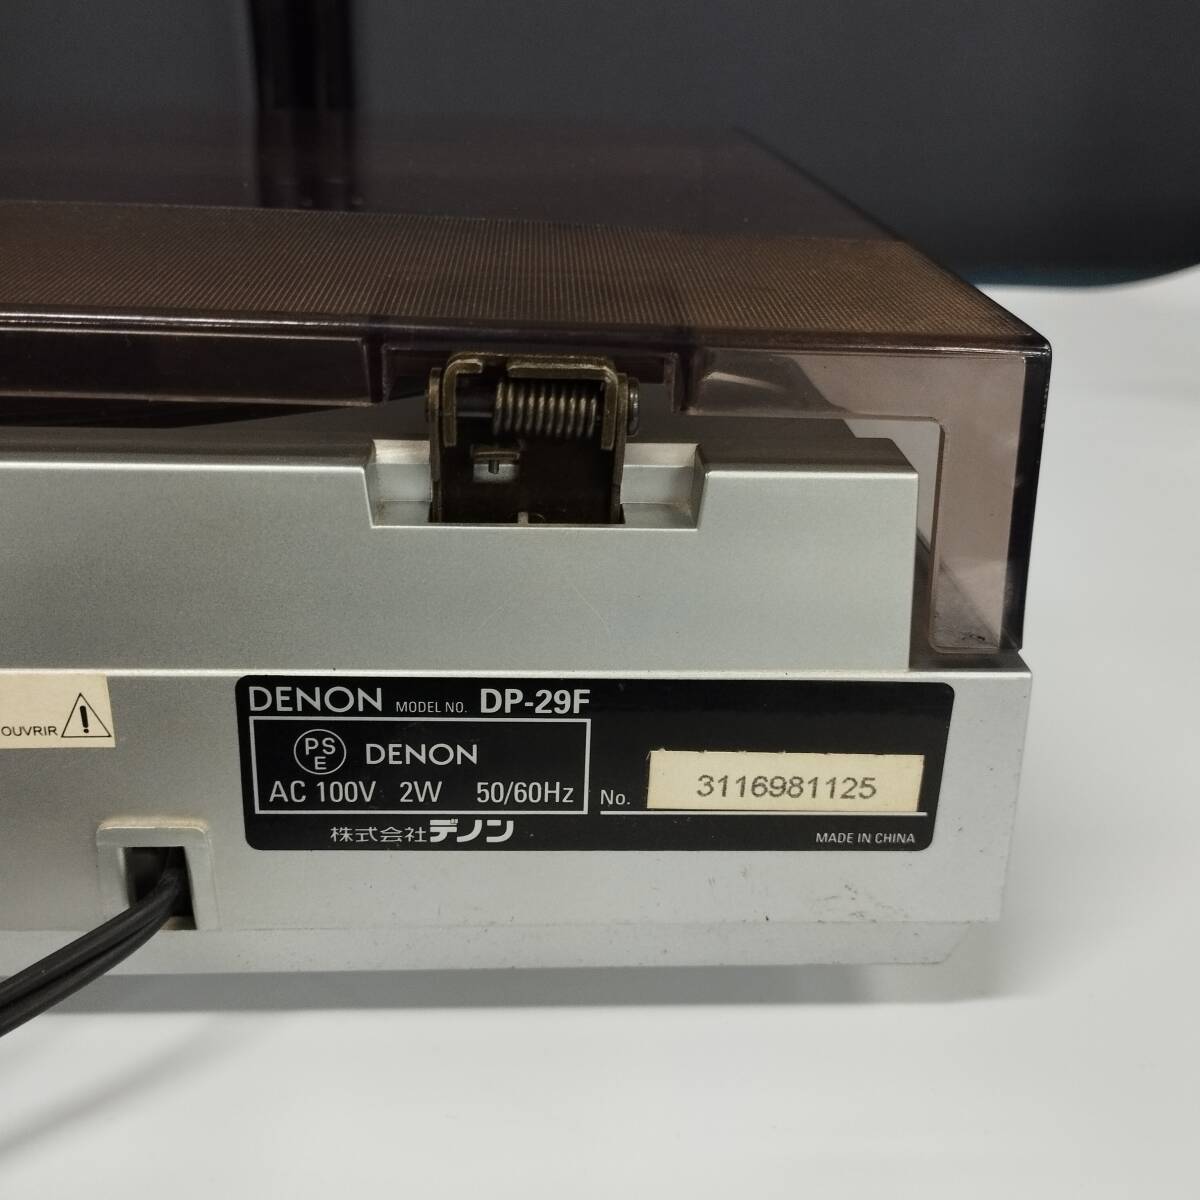 DENON MODEL NO. DP-29F
PSE DENON
AC 100V 2W 50/60Hz
No. 3116981125
株式会社デノン
MADE IN CHINA
OUVRIR